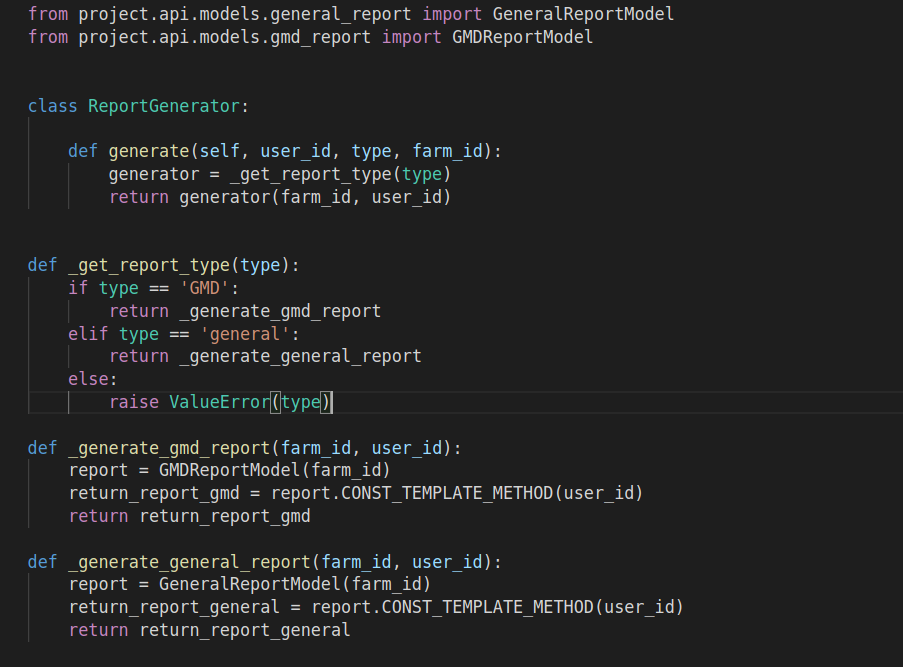 from project.api.models.general_report import GeneralReportModel
from project.api.models.gmd_report import GMDReportModel
class ReportGenerator:
def generate(self, user_id, type, farm_id):
generator = _get_report_type(type)
return generator(farm_id, user_id)
def _get_report_type(type):
if type == 'GMD':
return _generate_gmd_report
elif type == 'general':
return _generate_general_report
else:
raise ValueError(type)
def _generate_gmd_report(farm_id, user_id):
report = GMDReportModel(farm_id)
return_report_gmd = report.CONST_TEMPLATE_METHOD(user_id)
return return_report_gmd
def _generate_general_report(farm_id, user_id):
report = GeneralReportModel(farm_id)
return_report_general = report.CONST_TEMPLATE_METHOD(user_id)
return return_report_general